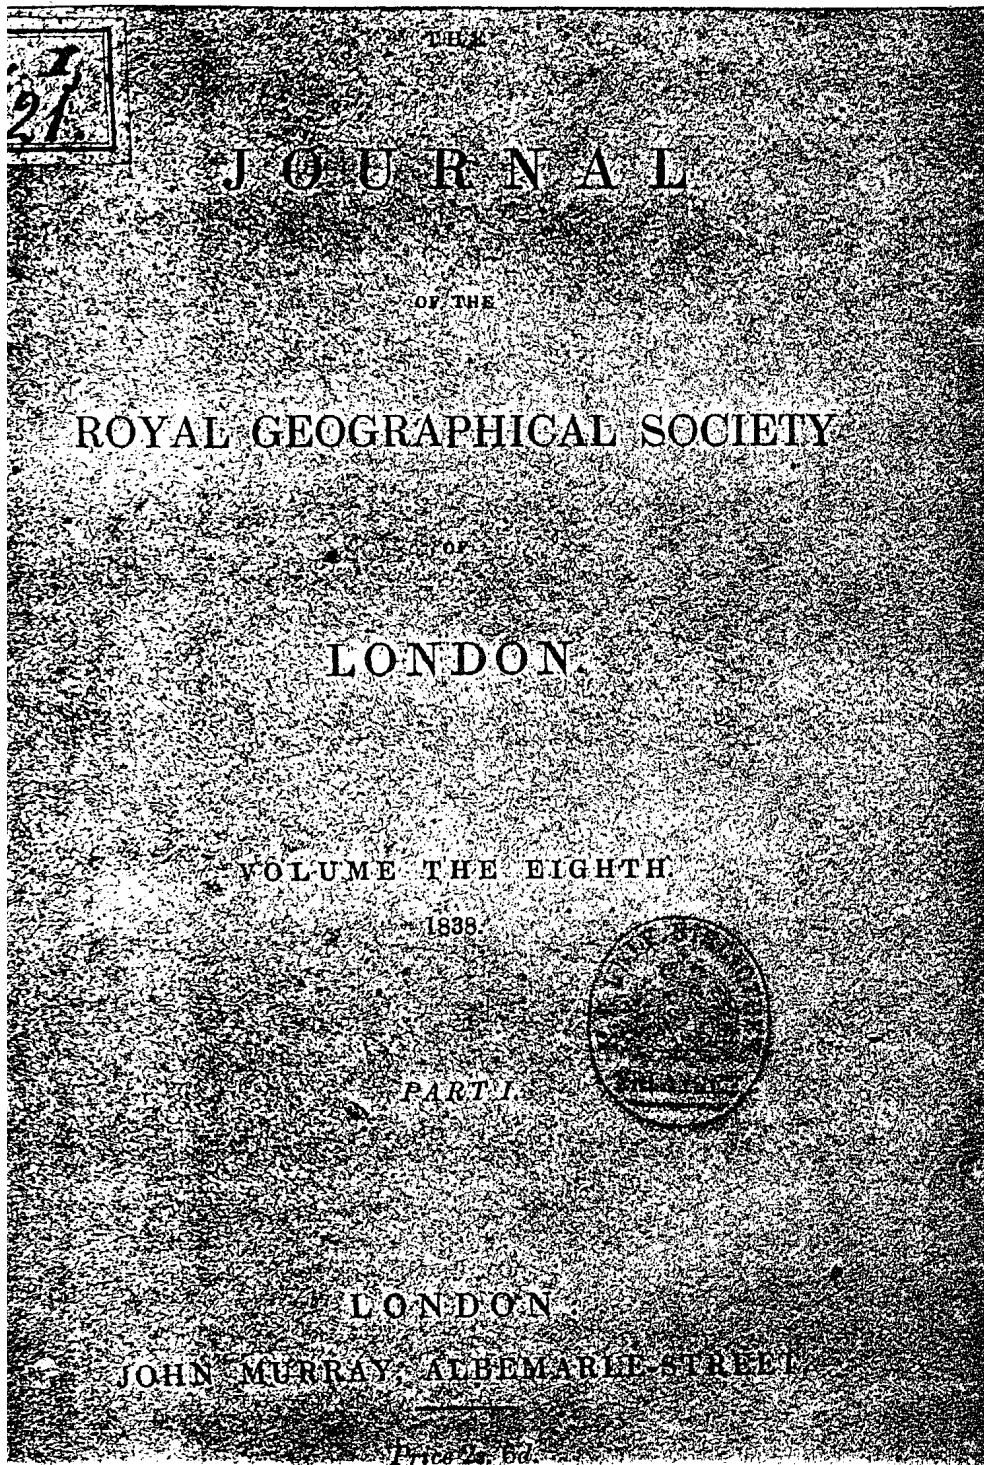 21.
THE
JOURNAL
OF THE
ROYAL GEOGRAPHICAL SOCIETY
OF
LONDON.
VOLUME THE EIGHTH.
1838.
PART I.
LONDON:
JOHN MURRAY, ALBEMARLE-STREET.
Price 2s. 6d.